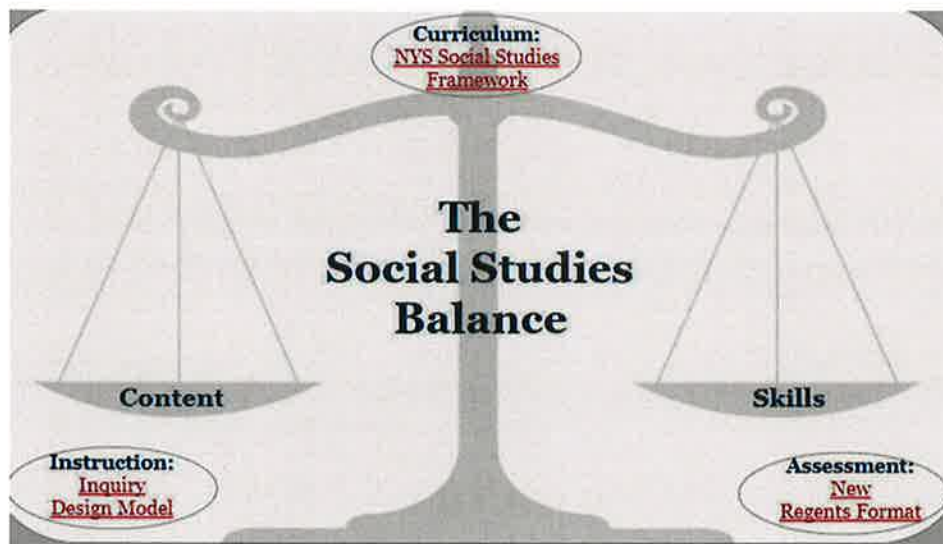 Curriculum:
NYS Social Studies
Framework
The
Social Studies
Balance
Content
Skills
Instruction:
Inquiry
Design Model
Assessment:
New
Regents Format